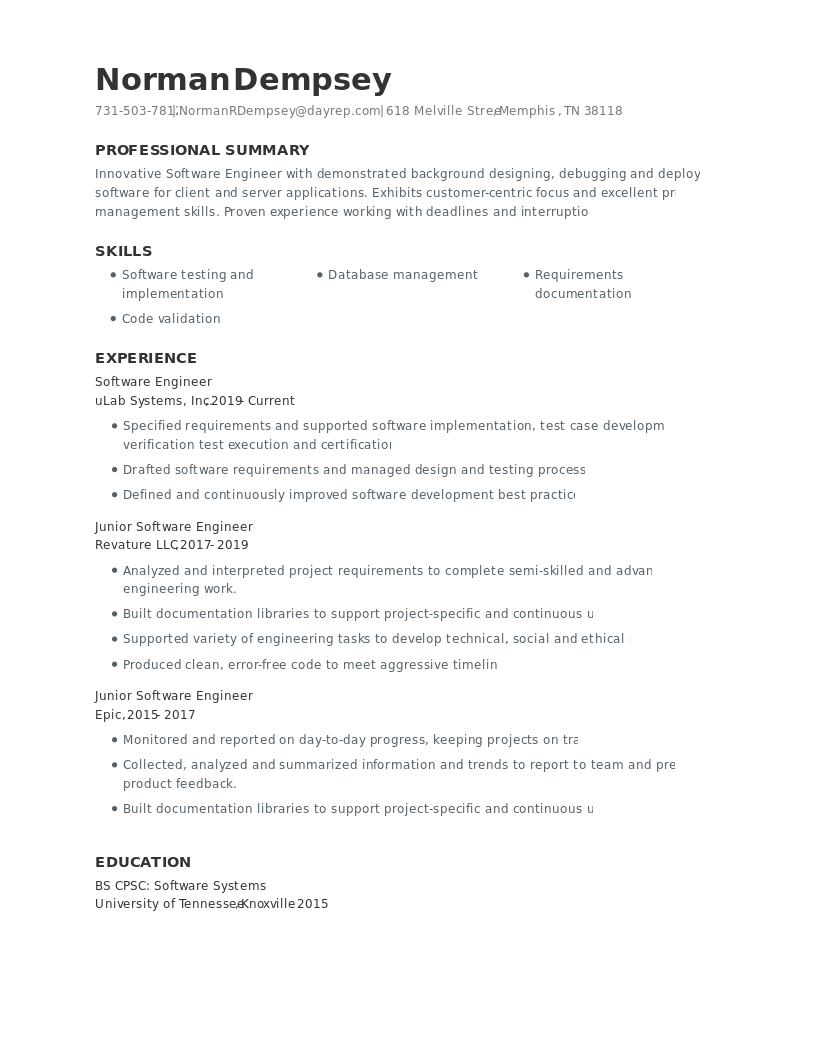 Norman Dempsey
731-503-7812 | NormanRDempsey@dayrep.com | 618 Melville Stree, Memphis, TN 38118
PROFESSIONAL SUMMARY
Innovative Software Engineer with demonstrated background designing, debugging and deploy
software for client and server applications. Exhibits customer-centric focus and excellent
management skills. Proven experience working with deadlines and interruptio
SKILLS
• Software testing and
implementation
• Database management
• Requirements
documentation
• Code validation
EXPERIENCE
Software Engineer
uLab Systems, Inc., 2019 - Current
• Specified requirements and supported software implementation, test case developm
verification test execution and certification
• Drafted software requirements and managed design and testing process
• Defined and continuously improved software development best practic
Junior Software Engineer
Revature LLC, 2017 - 2019
• Analyzed and interpreted project requirements to complete semi-skilled and advan
engineering work.
• Built documentation libraries to support project-specific and continuous u
• Supported variety of engineering tasks to develop technical, social and ethical
• Produced clean, error-free code to meet aggressive timelin
Junior Software Engineer
Epic, 2015 - 2017
• Monitored and reported on day-to-day progress, keeping projects on tra
• Collected, analyzed and summarized information and trends to report to team and pre
product feedback.
• Built documentation libraries to support project-specific and continuous u
EDUCATION
BS CPSC: Software Systems
University of Tennessee, Knoxville 2015